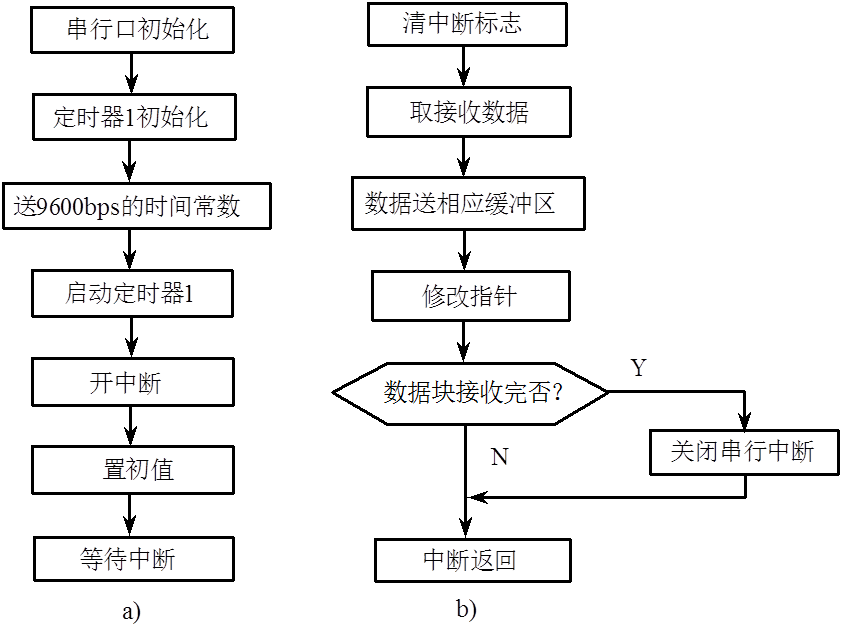 串行口初始化
定时器1初始化
送9600bps的时间常数
启动定时器1
开中断
置初值
等待中断
a)
清中断标志
取接收数据
数据送相应缓冲区
修改指针
数据块接收完否？
Y
N
关闭串行中断
中断返回
b)